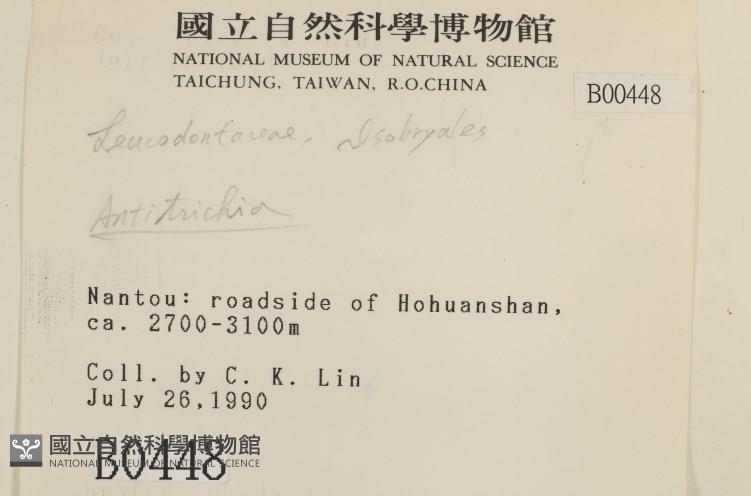 國立自然科學博物館
NATIONAL MUSEUM OF NATURAL SCIENCE
TAICHUNG, TAIWAN, R.O.CHINA
B00448
Leucodontaceae, Isobryales
Antitrichia
Nantou: roadside of Hohuanshan,
ca. 2700-3100m
Coll. by C. K. Lin
July 26,1990
國立自然科學博物館
NATIONAL MUSEUM OF NATURAL SCIENCE
B0448